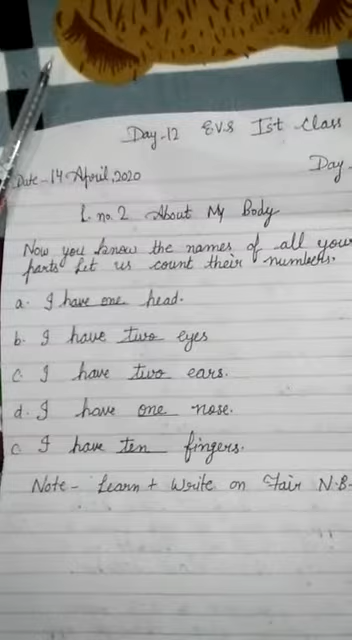 Day-12 EVS Ist Class
Date-14 April, 2020 Day-
L. no. 2 About My Body
Now you know the names of all your
parts Let us count their numbers.
a. I have one head.
b. I have two eyes
c I have two ears.
d. I have one nose.
c I have ten fingers.
Note- Learn + Write on Fair N.B-